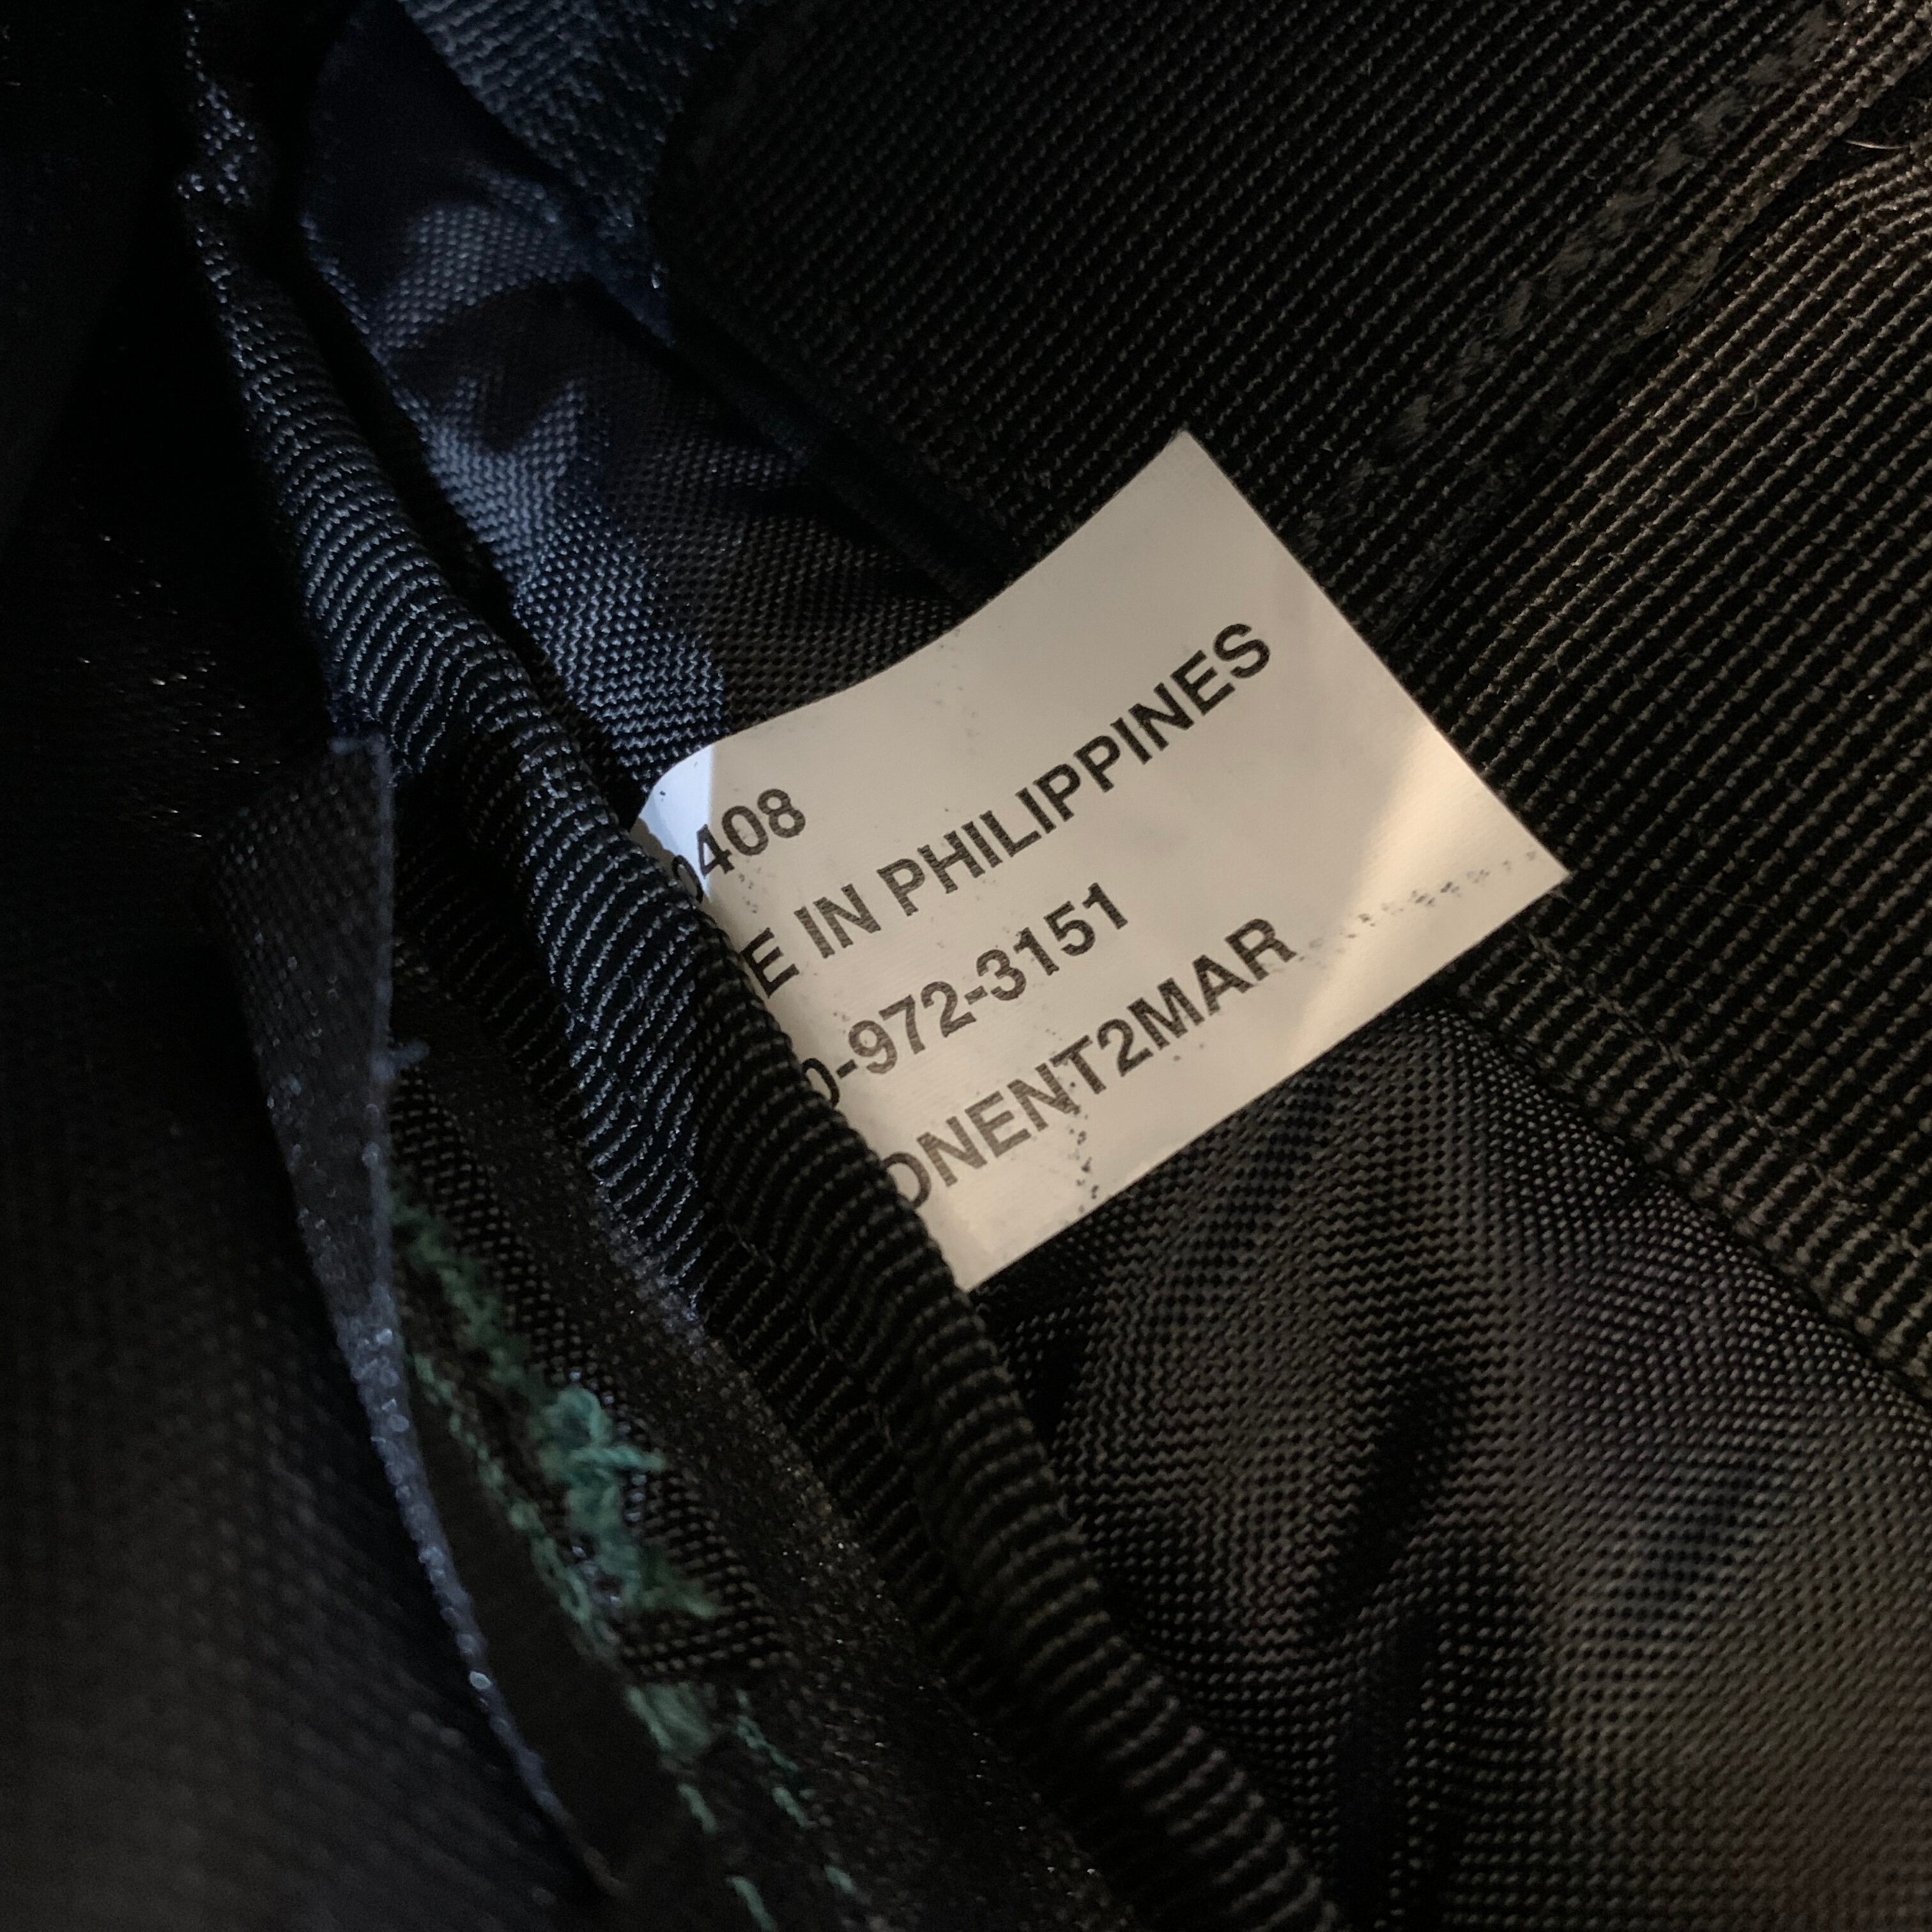 0408
E IN PHILIPPINES
0-972-3151
ONENT2MAR